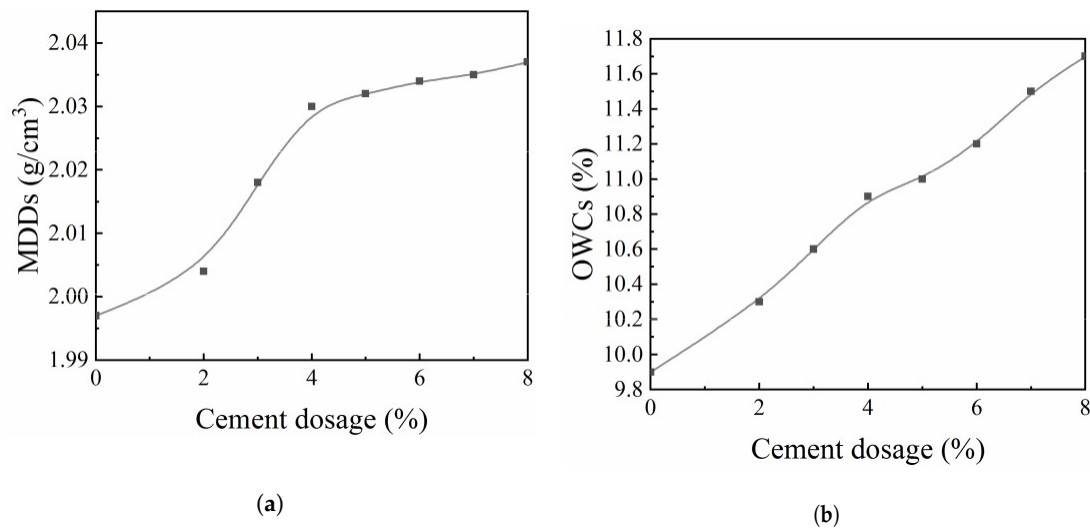 MDDs (g/cm³)
2.04
2.03
2.02
2.01
2.00
1.99
0 2 4 6 8
Cement dosage (%)
(a)
OWCs (%)
11.8
11.6
11.4
11.2
11.0
10.8
10.6
10.4
10.2
10.0
9.8
0 2 4 6 8
Cement dosage (%)
(b)